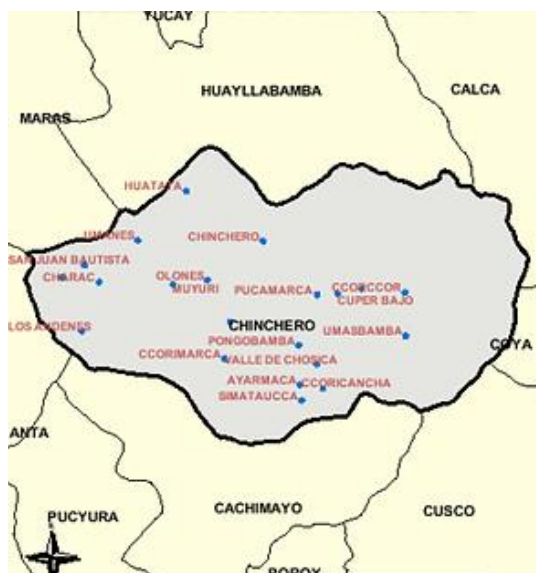 YUCAY
HUAYLLABAMBA
CALCA
MARAS
HUATATA
UMANES
CHINCHERO
SAN JUAN BAUTISTA
CHARAC
OLONES
MUYURI
PUCAMARCA
CCORCCOR
CUPER BAJO
LOS ANDENES
CHINCHERO
UMASBAMBA
PONGOBAMBA
COYA
CCORIMARCA
VALLE DE CHOSICA
AYARMACA
CCORICANCHA
SIMATAUCCA
ANTA
PUCYURA
CACHIMAYO
CUSCO
POROY